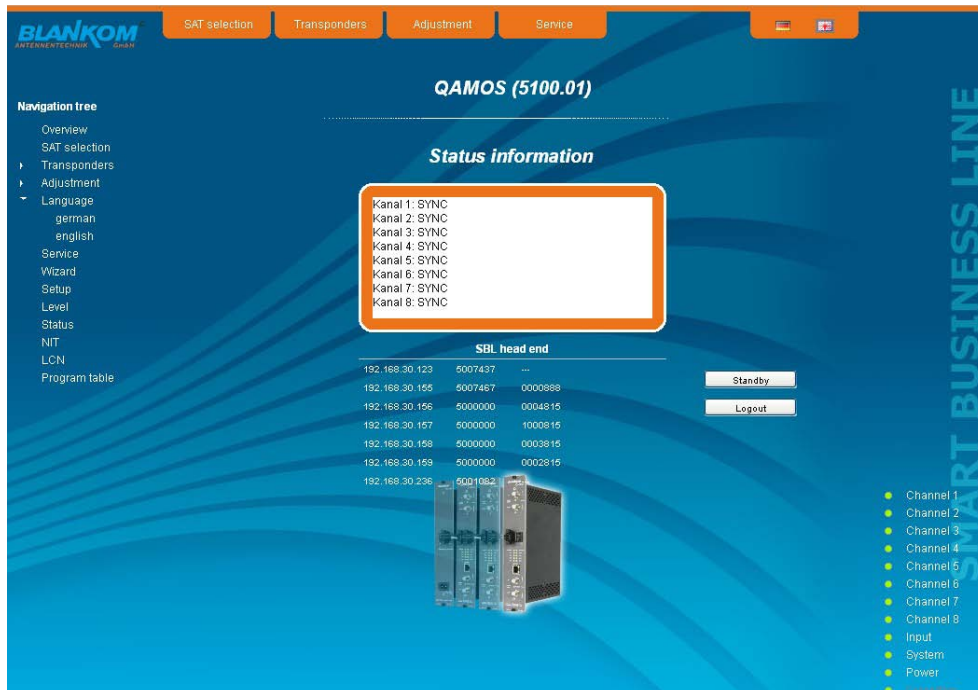 BLANKOM
ANTENNENTECHNIK GmbH
SAT selection
Transponders
Adjustment
Service
QAMOS (5100.01)
Navigation tree
Overview
SAT selection
Transponders
Adjustment
Language
german
english
Service
Wizard
Setup
Level
Status
NIT
LCN
Program table
Status information
Kanal 1: SYNC
Kanal 2: SYNC
Kanal 3: SYNC
Kanal 4: SYNC
Kanal 5: SYNC
Kanal 6: SYNC
Kanal 7: SYNC
Kanal 8: SYNC
SBL head end
192.168.30.123 5007437 ---
192.168.30.155 5007467 0000888
192.168.30.156 5000000 0004815
192.168.30.157 5000000 1000815
192.168.30.158 5000000 0003815
192.168.30.159 5000000 0002815
192.168.30.236 5001082
Standby
Logout
SMART BUSINESS LINE
Channel 1
Channel 2
Channel 3
Channel 4
Channel 5
Channel 6
Channel 7
Channel 8
Input
System
Power